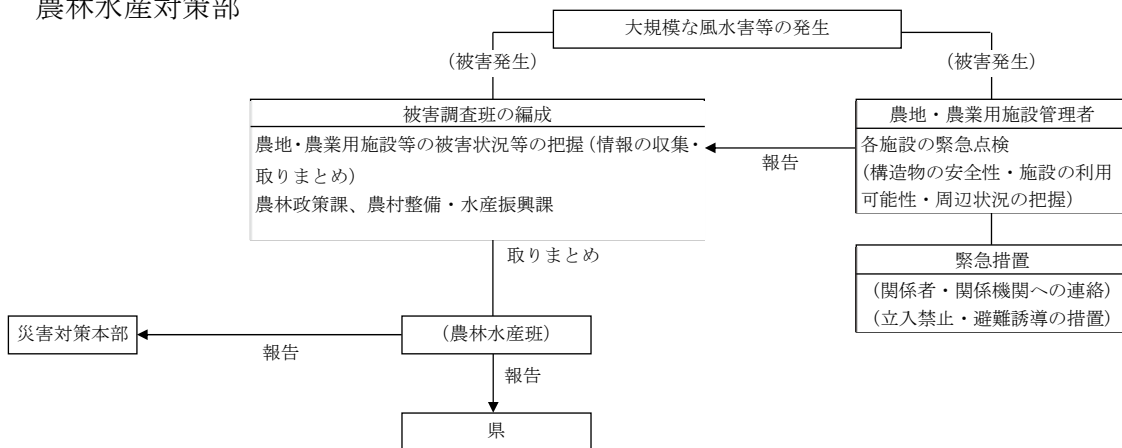 農林水産対策部
大規模な風水害等の発生
(被害発生)
(被害発生)
被害調査班の編成
農地・農業用施設等の被害状況等の把握(情報の収集・
取りまとめ)
農林政策課、農村整備・水産振興課
報告
農地・農業用施設管理者
各施設の緊急点検
(構造物の安全性・施設の利用
可能性・周辺状況の把握)
取りまとめ
緊急措置
(関係者・関係機関への連絡)
(立入禁止・避難誘導の措置)
災害対策本部
報告
(農林水産班)
報告
県